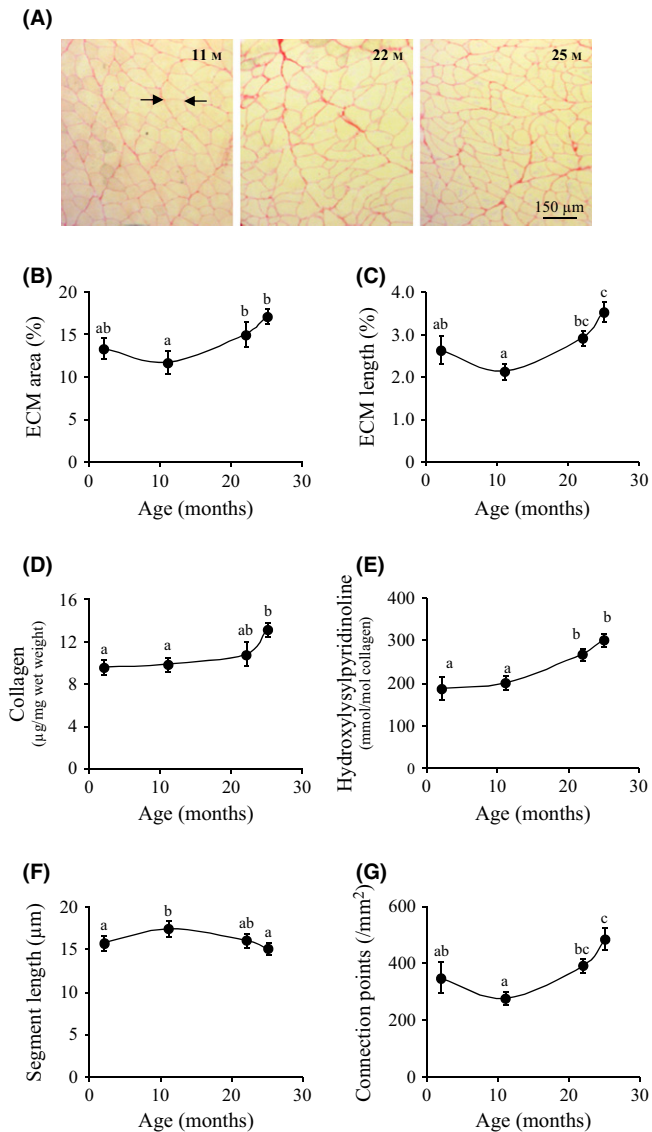 (A)
11 M
22 M
25 M
150 µm
(B)
ECM area (%)
20
15
10
5
0
ab
a
b
b
0
10
20
30
Age (months)
(C)
ECM length (%)
4.0
3.0
2.0
1.0
0
ab
a
bc
c
0
10
20
30
Age (months)
(D)
Collagen
(µg/mg wet weight)
16
12
8
4
0
a
a
ab
b
0
10
20
30
Age (months)
(E)
Hydroxylysylpyridinoline
(mmol/mol collagen)
400
300
200
100
0
a
a
b
b
0
10
20
30
Age (months)
(F)
Segment length (µm)
20
15
10
5
0
a
b
ab
a
0
10
20
30
Age (months)
(G)
Connection points (/mm²)
600
400
200
0
ab
a
bc
c
0
10
20
30
Age (months)